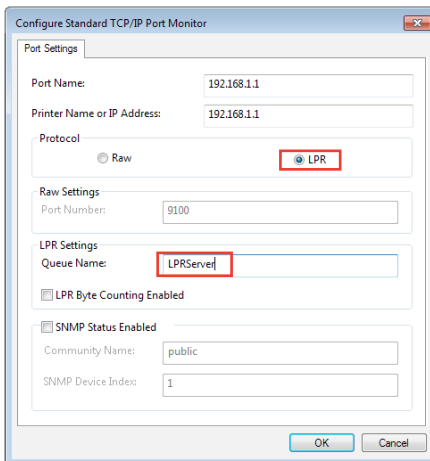 Configure Standard TCP/IP Port Monitor
Port Settings
Port Name: 192.168.1.1
Printer Name or IP Address: 192.168.1.1
Protocol
Raw LPR
Raw Settings
Port Number: 9100
LPR Settings
Queue Name: LPRServer
LPR Byte Counting Enabled
SNMP Status Enabled
Community Name: public
SNMP Device Index: 1
OK Cancel